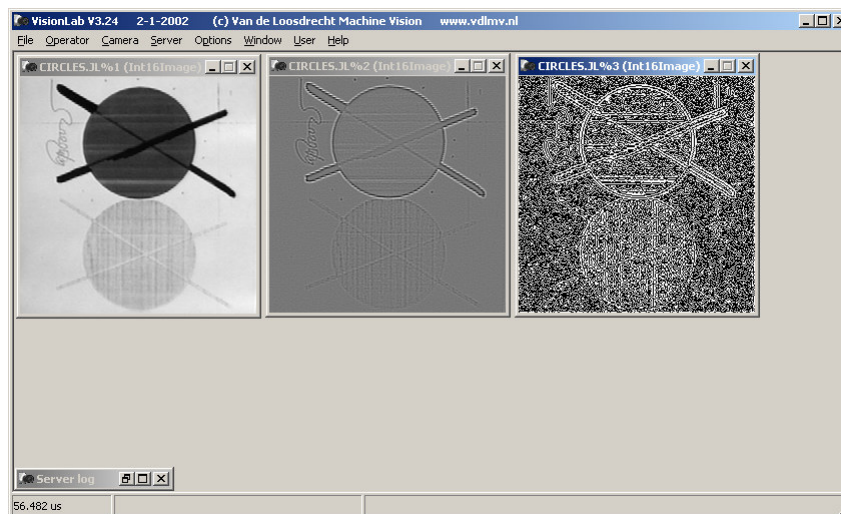 VisionLab V3.24 2-1-2002 (c) Van de Loosdrecht Machine Vision www.vdlmv.nl
File Operator Camera Server Options Window User Help
CIRCLES.JL%1 (Int16Image)
CIRCLES.JL%2 (Int16Image)
CIRCLES.JL%3 (Int16Image)
Server log
56.482 us